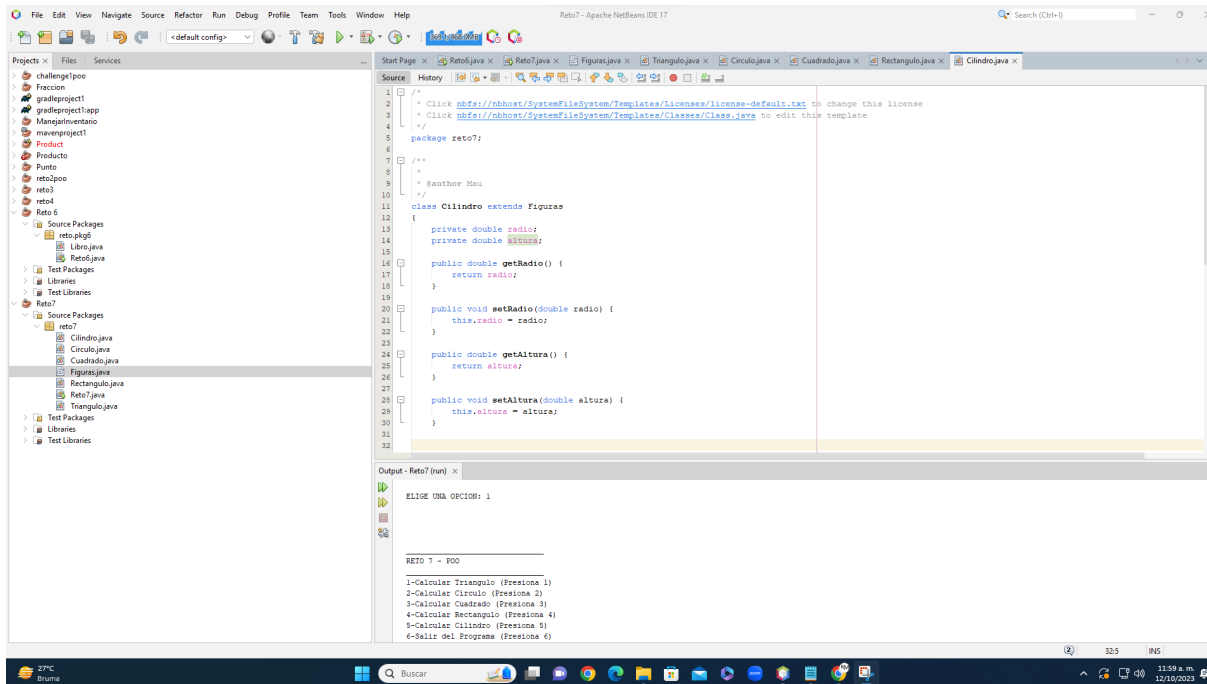 File Edit View Navigate Source Refactor Run Debug Profile Team Tools Window Help
Reto7 - Apache NetBeans IDE 17
Search (Ctrl+I)
<default config>
Projects Files Services
challenge1poo
Fraccion
gradleproject1
gradleproject1:app
ManejarInventario
mavenproject1
Product
Producto
Punto
reto2poo
reto3
reto4
Reto 6
Source Packages
reto.pkg6
Libro.java
Reto6.java
Test Packages
Libraries
Test Libraries
Reto7
Source Packages
reto7
Cilindro.java
Circulo.java
Cuadrado.java
Figuras.java
Rectangulo.java
Reto7.java
Triangulo.java
Test Packages
Libraries
Test Libraries
Start Page Reto6.java Reto7.java Figuras.java Triangulo.java Circulo.java Cuadrado.java Rectangulo.java Cilindro.java
Source History
1 /*
2 * Click nbfs://nbhost/SystemFileSystem/Templates/Licenses/license-default.txt to change this license
3 * Click nbfs://nbhost/SystemFileSystem/Templates/Classes/Class.java to edit this template
4 */
5 package reto7;
6
7 /**
8 *
9 * @author Mau
10 */
11 class Cilindro extends Figuras
12 {
13 private double radio;
14 private double altura;
15
16 public double getRadio() {
17 return radio;
18 }
19
20 public void setRadio(double radio) {
21 this.radio = radio;
22 }
23
24 public double getAltura() {
25 return altura;
26 }
27
28 public void setAltura(double altura) {
29 this.altura = altura;
30 }
31
32
Output - Reto7 (run)
ELIGE UNA OPCION: 1
RETO 7 - POO
1-Calcular Triangulo (Presiona 1)
2-Calcular Circulo (Presiona 2)
3-Calcular Cuadrado (Presiona 3)
4-Calcular Rectangulo (Presiona 4)
5-Calcular Cilindro (Presiona 5)
6-Salir del Programa (Presiona 6)
2 32:5 INS
27°C
Bruma
Buscar
11:59 a. m.
12/10/2023